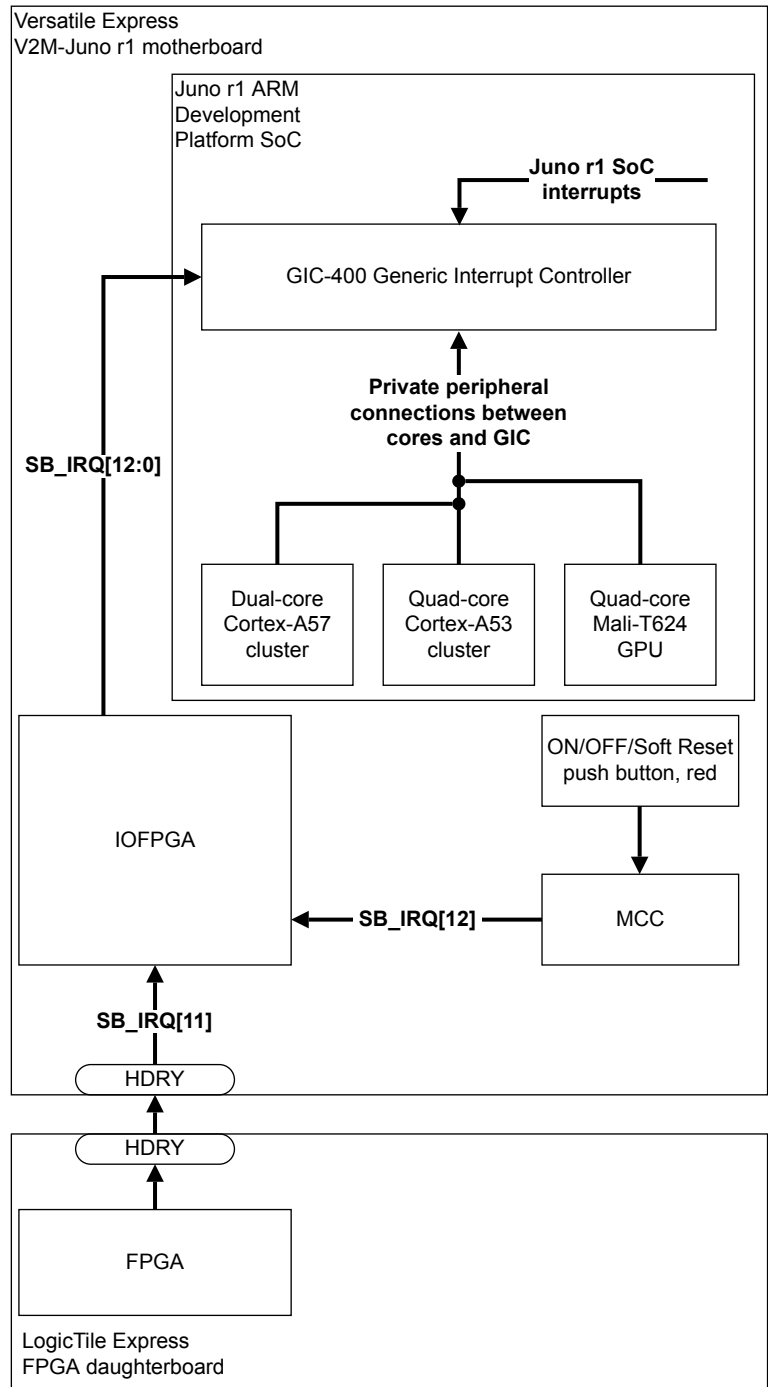 Versatile Express
V2M-Juno r1 motherboard
Juno r1 ARM
Development
Platform SoC
Juno r1 SoC
interrupts
GIC-400 Generic Interrupt Controller
Private peripheral
connections between
cores and GIC
SB_IRQ[12:0]
Dual-core
Cortex-A57
cluster
Quad-core
Cortex-A53
cluster
Quad-core
Mali-T624
GPU
ON/OFF/Soft Reset
push button, red
IOFPGA
SB_IRQ[12]
MCC
SB_IRQ[11]
HDRY
HDRY
FPGA
LogicTile Express
FPGA daughterboard